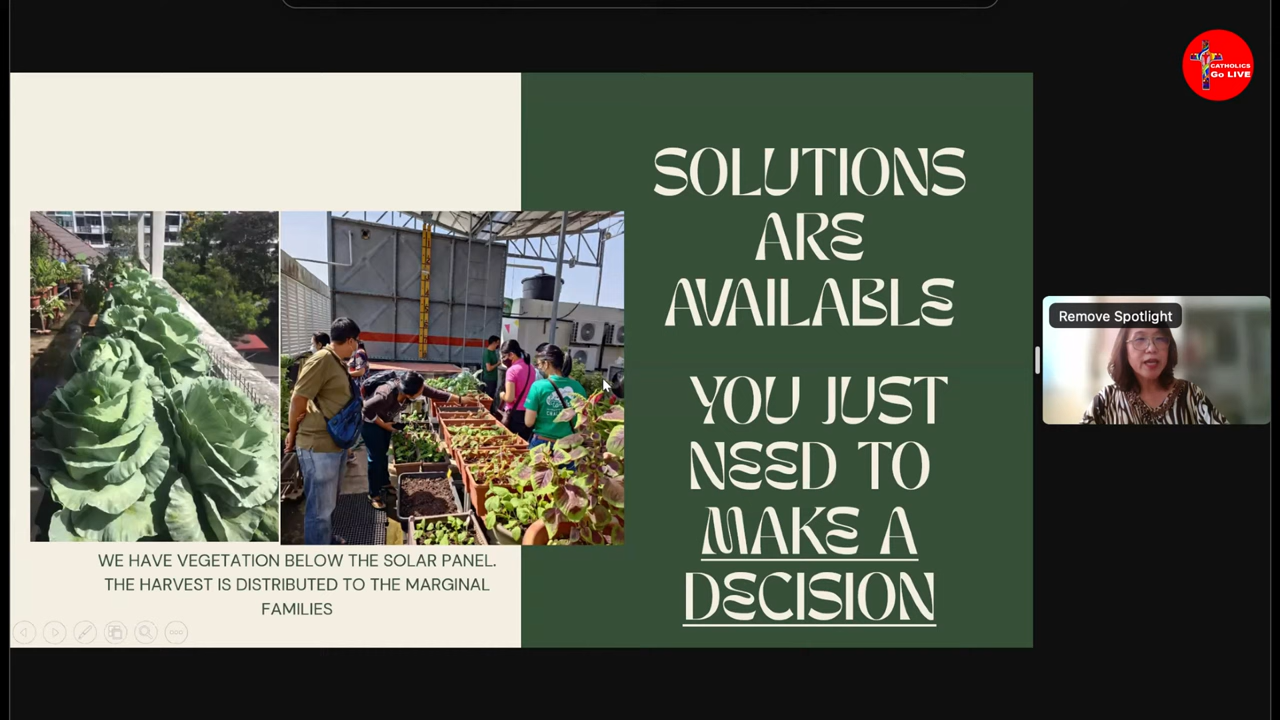 CATHOLICS
Go LIVE
SOLUTIONS
ARE
AVAILABLE
YOU JUST
NEED TO
MAKE A
DECISION
Remove Spotlight
WE HAVE VEGETATION BELOW THE SOLAR PANEL.
THE HARVEST IS DISTRIBUTED TO THE MARGINAL
FAMILIES